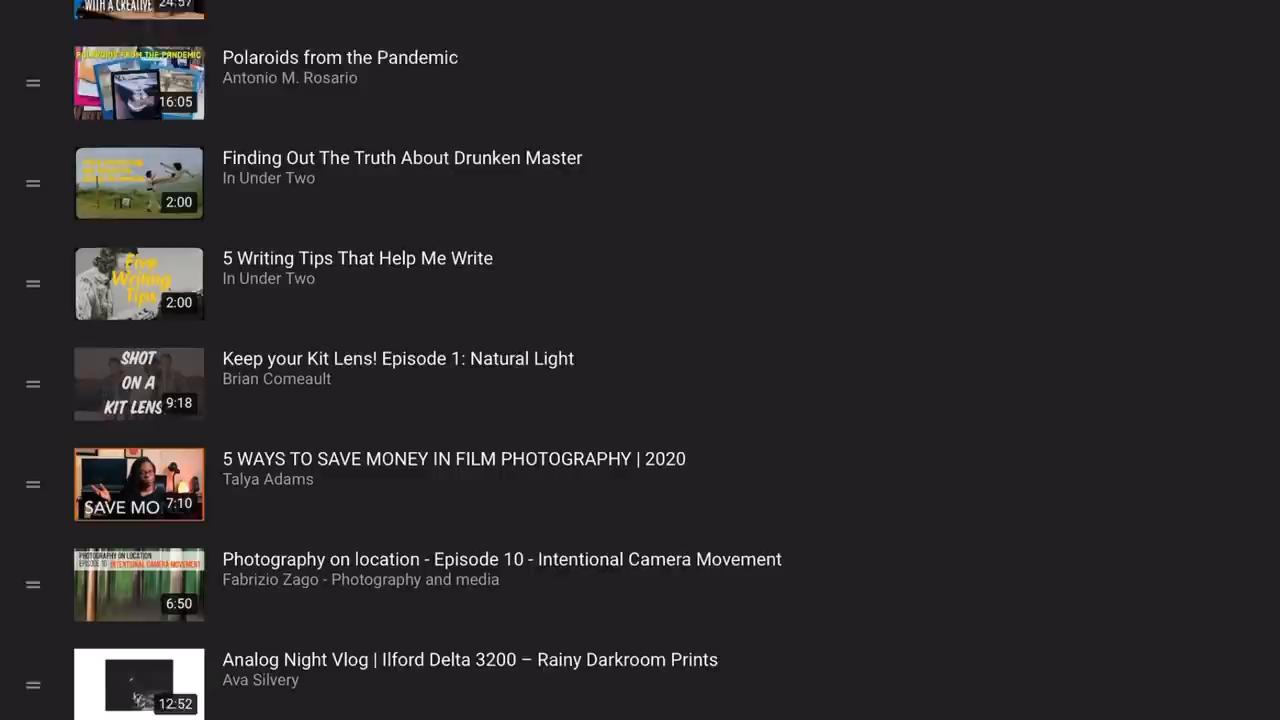 WITH A CREATIVE
24:57
POLAROIDS FROM THE PANDEMIC
16:05
Polaroids from the Pandemic
Antonio M. Rosario
2:00
Finding Out The Truth About Drunken Master
In Under Two
Five
Writing
Tips
2:00
5 Writing Tips That Help Me Write
In Under Two
SHOT
ON A
KIT LENS
9:18
Keep your Kit Lens! Episode 1: Natural Light
Brian Comeault
SAVE MO
7:10
5 WAYS TO SAVE MONEY IN FILM PHOTOGRAPHY | 2020
Talya Adams
PHOTOGRAPHY ON LOCATION
EPISODE 10 INTENTIONAL CAMERA MOVEMENT
6:50
Photography on location - Episode 10 - Intentional Camera Movement
Fabrizio Zago - Photography and media
12:52
Analog Night Vlog | Ilford Delta 3200 – Rainy Darkroom Prints
Ava Silvery